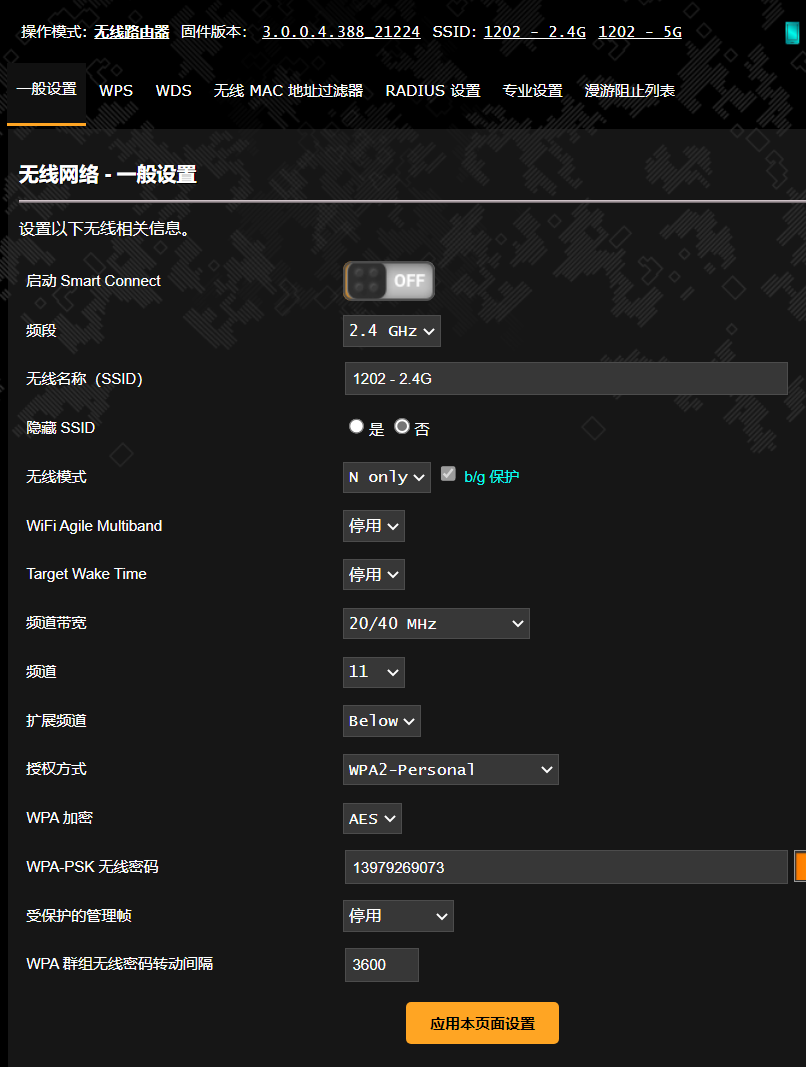 操作模式: 无线路由器 固件版本: 3.0.0.4.388_21224 SSID: 1202 - 2.4G 1202 - 5G
一般设置 WPS WDS 无线 MAC 地址过滤器 RADIUS 设置 专业设置 漫游阻止列表
无线网络 - 一般设置
设置以下无线相关信息。
启动 Smart Connect OFF
频段 2.4 GHz
无线名称（SSID） 1202 - 2.4G
隐藏 SSID 是 否
无线模式 N only b/g 保护
WiFi Agile Multiband 停用
Target Wake Time 停用
频道带宽 20/40 MHz
频道 11
扩展频道 Below
授权方式 WPA2-Personal
WPA 加密 AES
WPA-PSK 无线密码 13979269073
受保护的管理帧 停用
WPA 群组无线密码转动间隔 3600
应用本页面设置